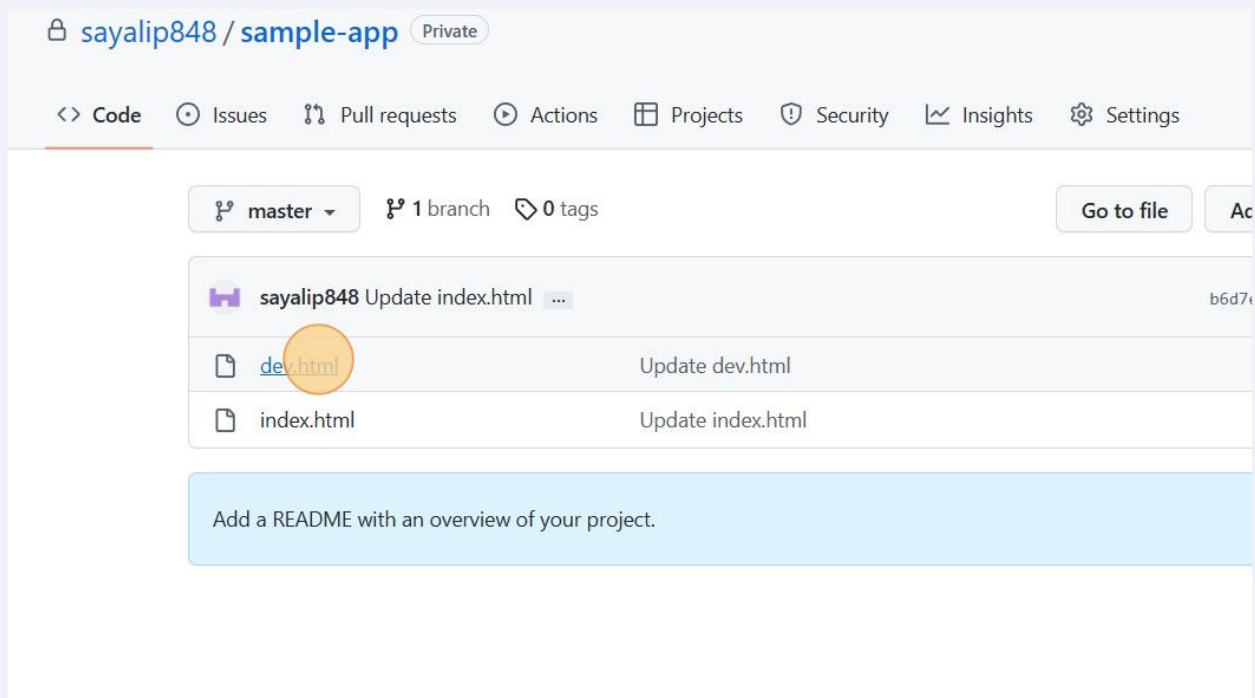 sayalip848 / sample-app Private
Code Issues Pull requests Actions Projects Security Insights Settings
master 1 branch 0 tags Go to file
sayalip848 Update index.html ... b6d7
dev.html Update dev.html
index.html Update index.html
Add a README with an overview of your project.